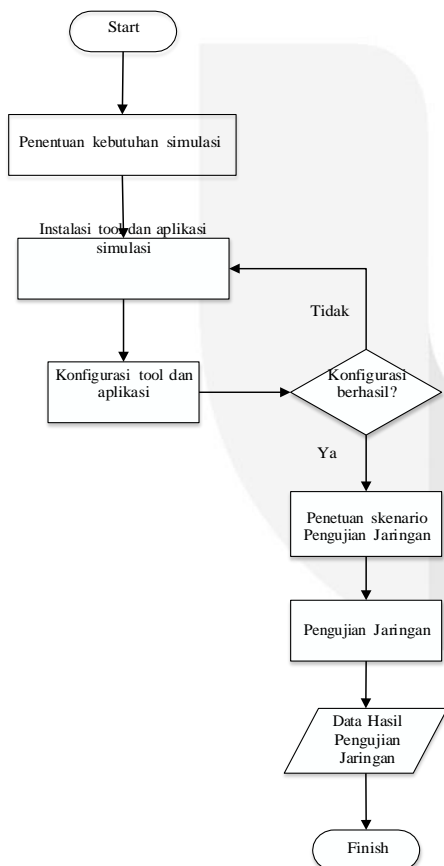 Start
Penentuan kebutuhan simulasi
Instalasi tool dan aplikasi
simulasi
Tidak
Konfigurasi tool dan
aplikasi
Konfigurasi
berhasil?
Ya
Penetuan skenario
Pengujian Jaringan
Pengujian Jaringan
Data Hasil
Pengujian
Jaringan
Finish